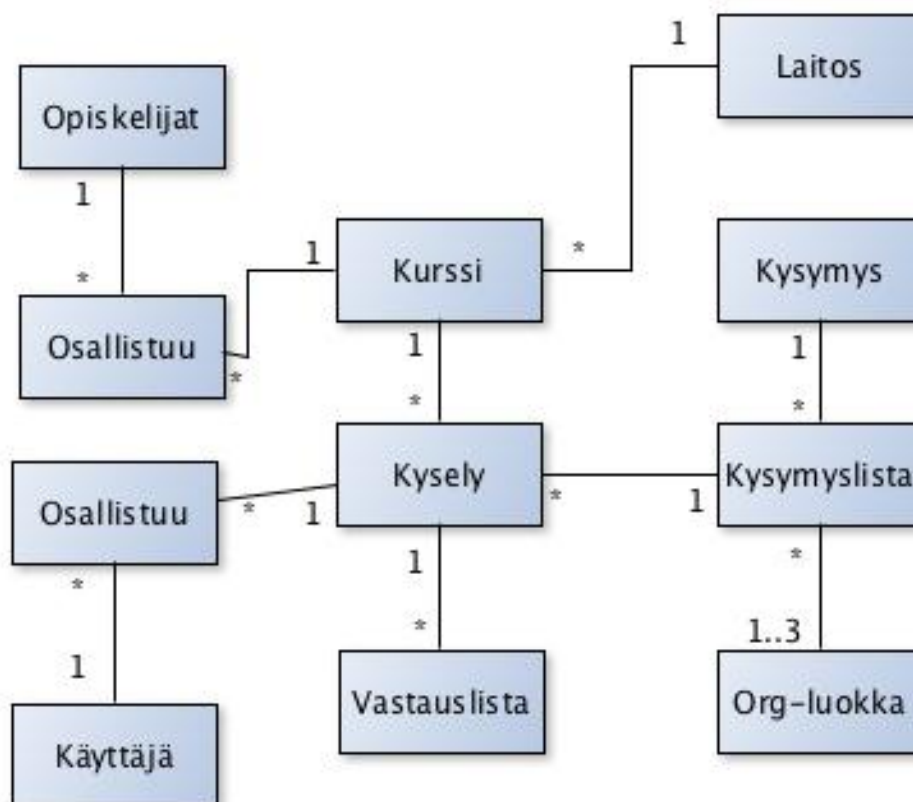 1
Laitos
Opiskelijat
1
*
1
Kurssi
*
Kysymys
Osallistuu
*
1
*
1
*
Osallistuu
*
1
Kysely
*
1
Kysymyslista
*
1
1
*
*
1..3
Käyttäjä
Vastauslista
Org-luokka